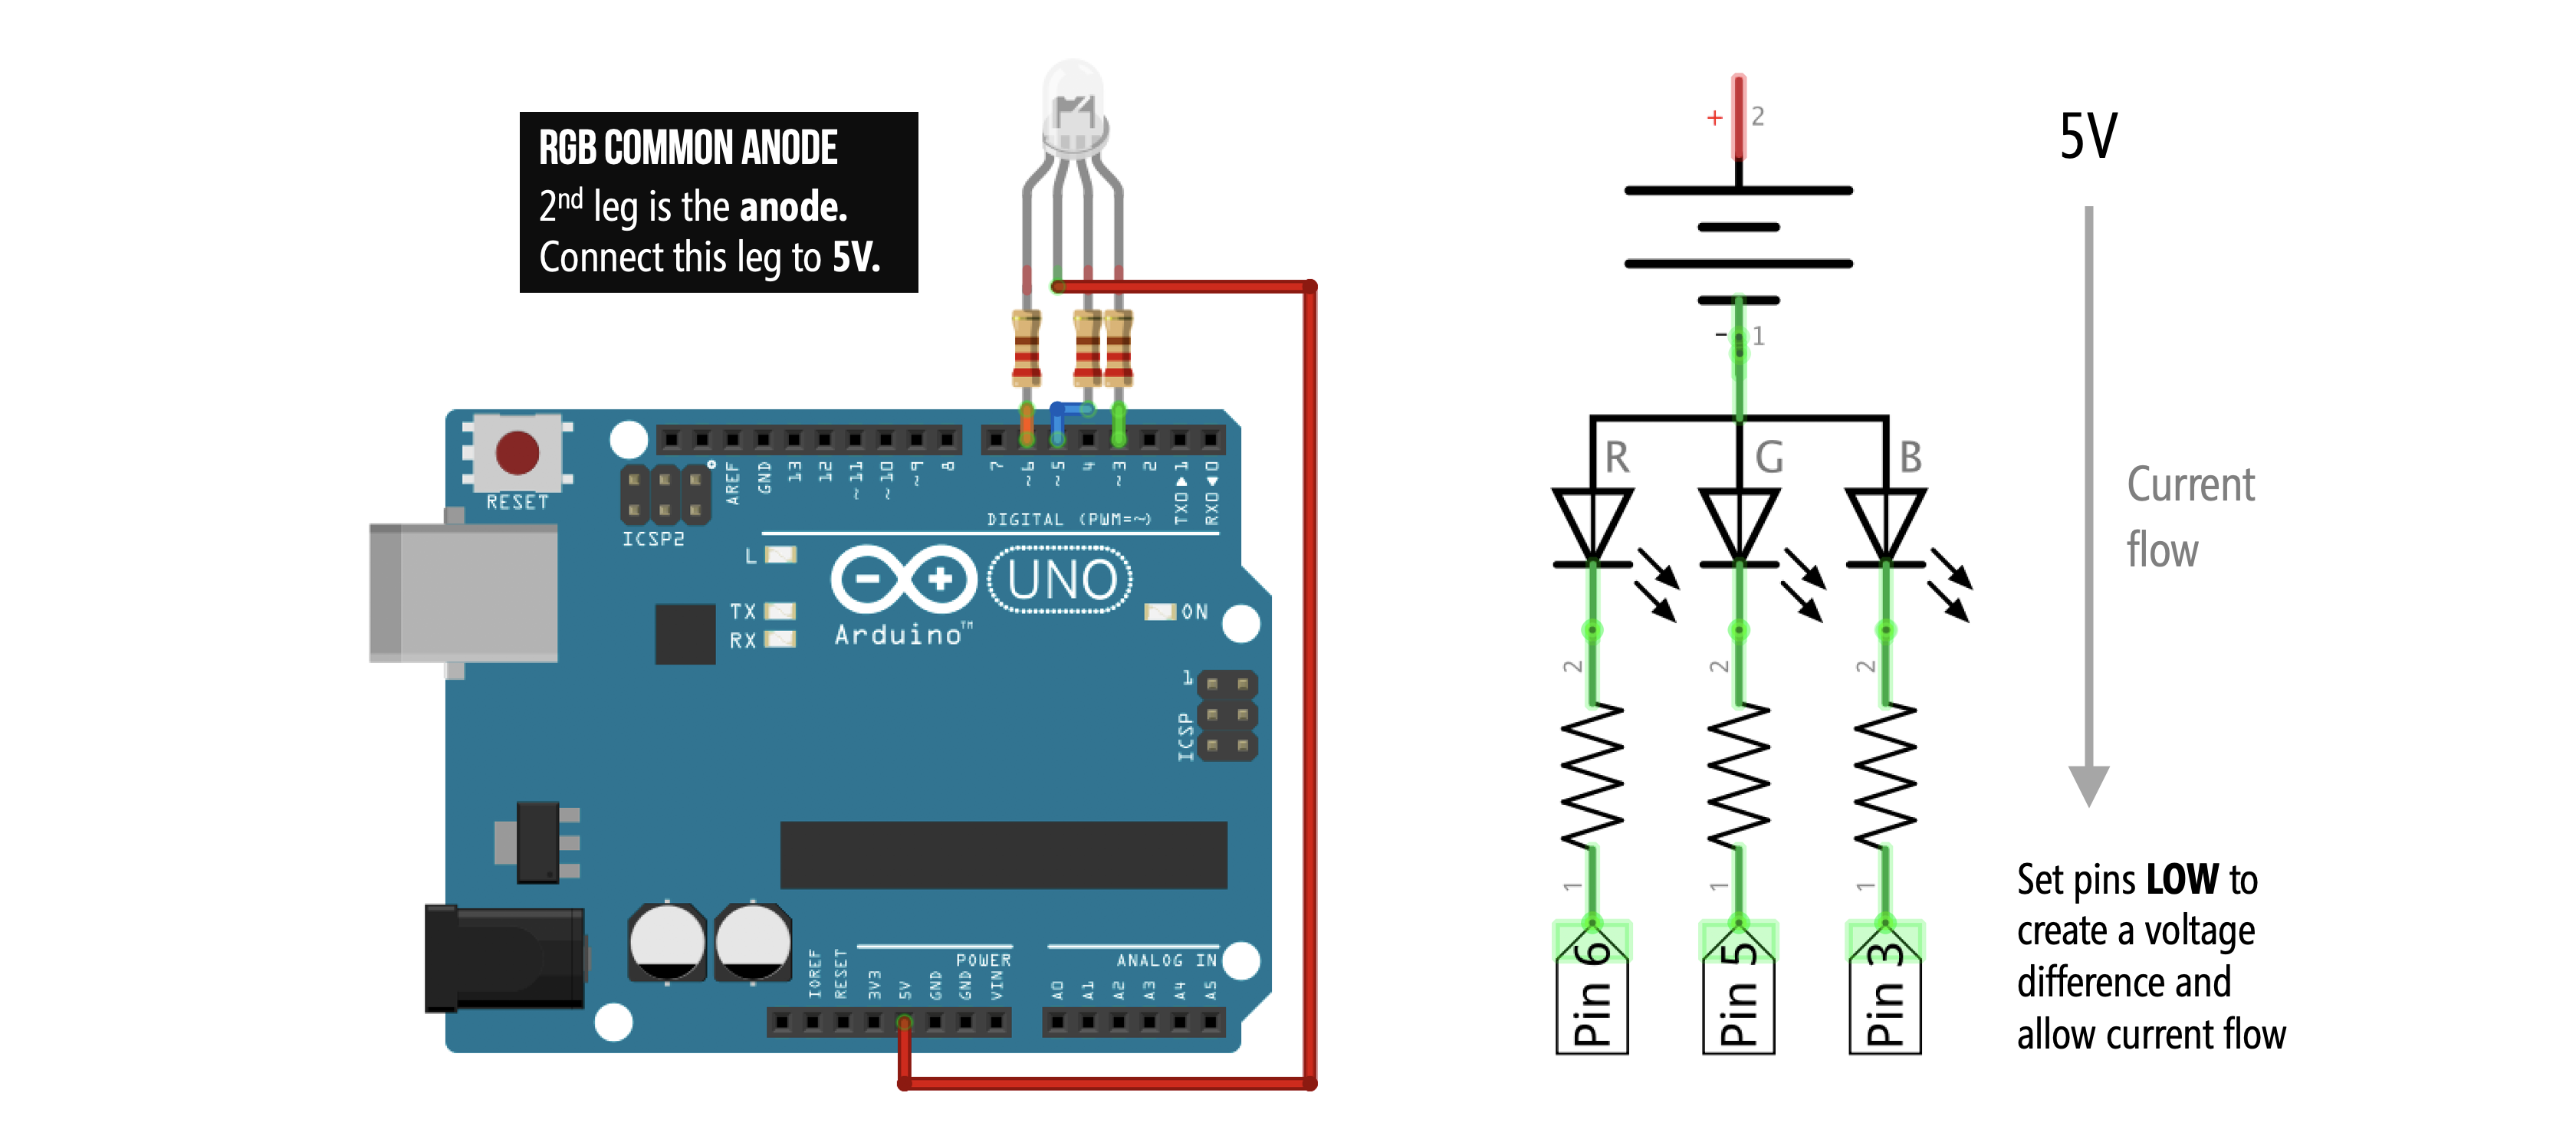 RGB COMMON ANODE
2nd leg is the anode.
Connect this leg to 5V.
RESET
ICSP2
AREF
GND
13
12
~11
~10
~9
8
7
~6
~5
4
~3
2
TXO▶1
RXO◀0
DIGITAL (PWM=~)
L
TX
RX
UNO
ON
Arduino™
1
ICSP
IOREF
RESET
3V3
5V
GND
GND
VIN
POWER
ANALOG IN
A0
A1
A2
A3
A4
A5
+ 2
- 1
R
G
B
2
2
2
1
1
1
Pin 6
Pin 5
Pin 3
5V
Current
flow
Set pins LOW to
create a voltage
difference and
allow current flow